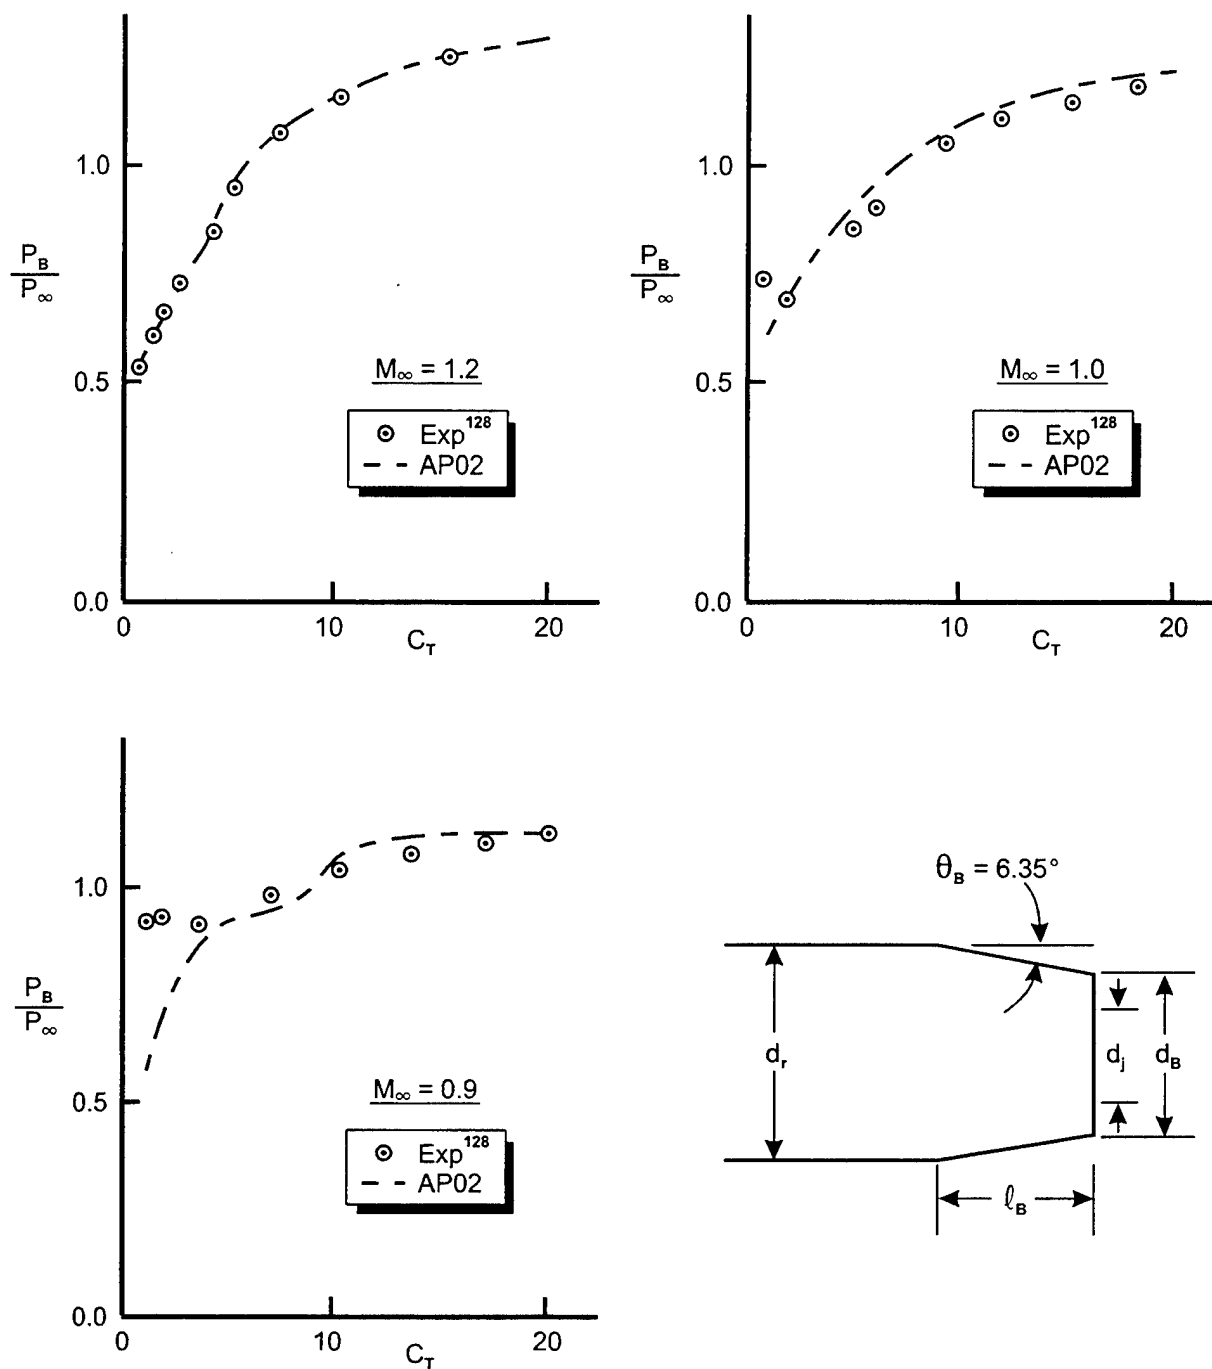 1.0
P_B
P_∞
0.5
0.0
0
10
20
C_T
M_∞ = 1.2
Exp^128
AP02
1.0
P_B
P_∞
0.5
0.0
0
10
20
C_T
M_∞ = 1.0
Exp^128
AP02
1.0
P_B
P_∞
0.5
0.0
0
10
20
C_T
M_∞ = 0.9
Exp^128
AP02
θ_B = 6.35°
d_r
d_j
d_B
ℓ_B